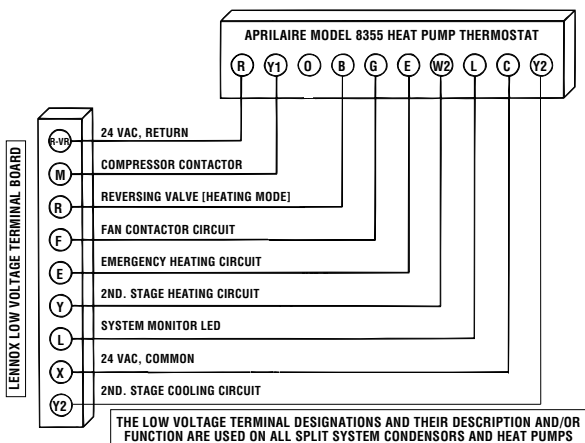 APRILAIRE MODEL 8355 HEAT PUMP THERMOSTAT
R Y1 O B G E W2 L C Y2
LENNOX LOW VOLTAGE TERMINAL BOARD
R-VR 24 VAC, RETURN
M COMPRESSOR CONTACTOR
R REVERSING VALVE [HEATING MODE]
F FAN CONTACTOR CIRCUIT
E EMERGENCY HEATING CIRCUIT
Y 2ND. STAGE HEATING CIRCUIT
L SYSTEM MONITOR LED
X 24 VAC, COMMON
Y2 2ND. STAGE COOLING CIRCUIT
THE LOW VOLTAGE TERMINAL DESIGNATIONS AND THEIR DESCRIPTION AND/OR
FUNCTION ARE USED ON ALL SPLIT SYSTEM CONDENSORS AND HEAT PUMPS